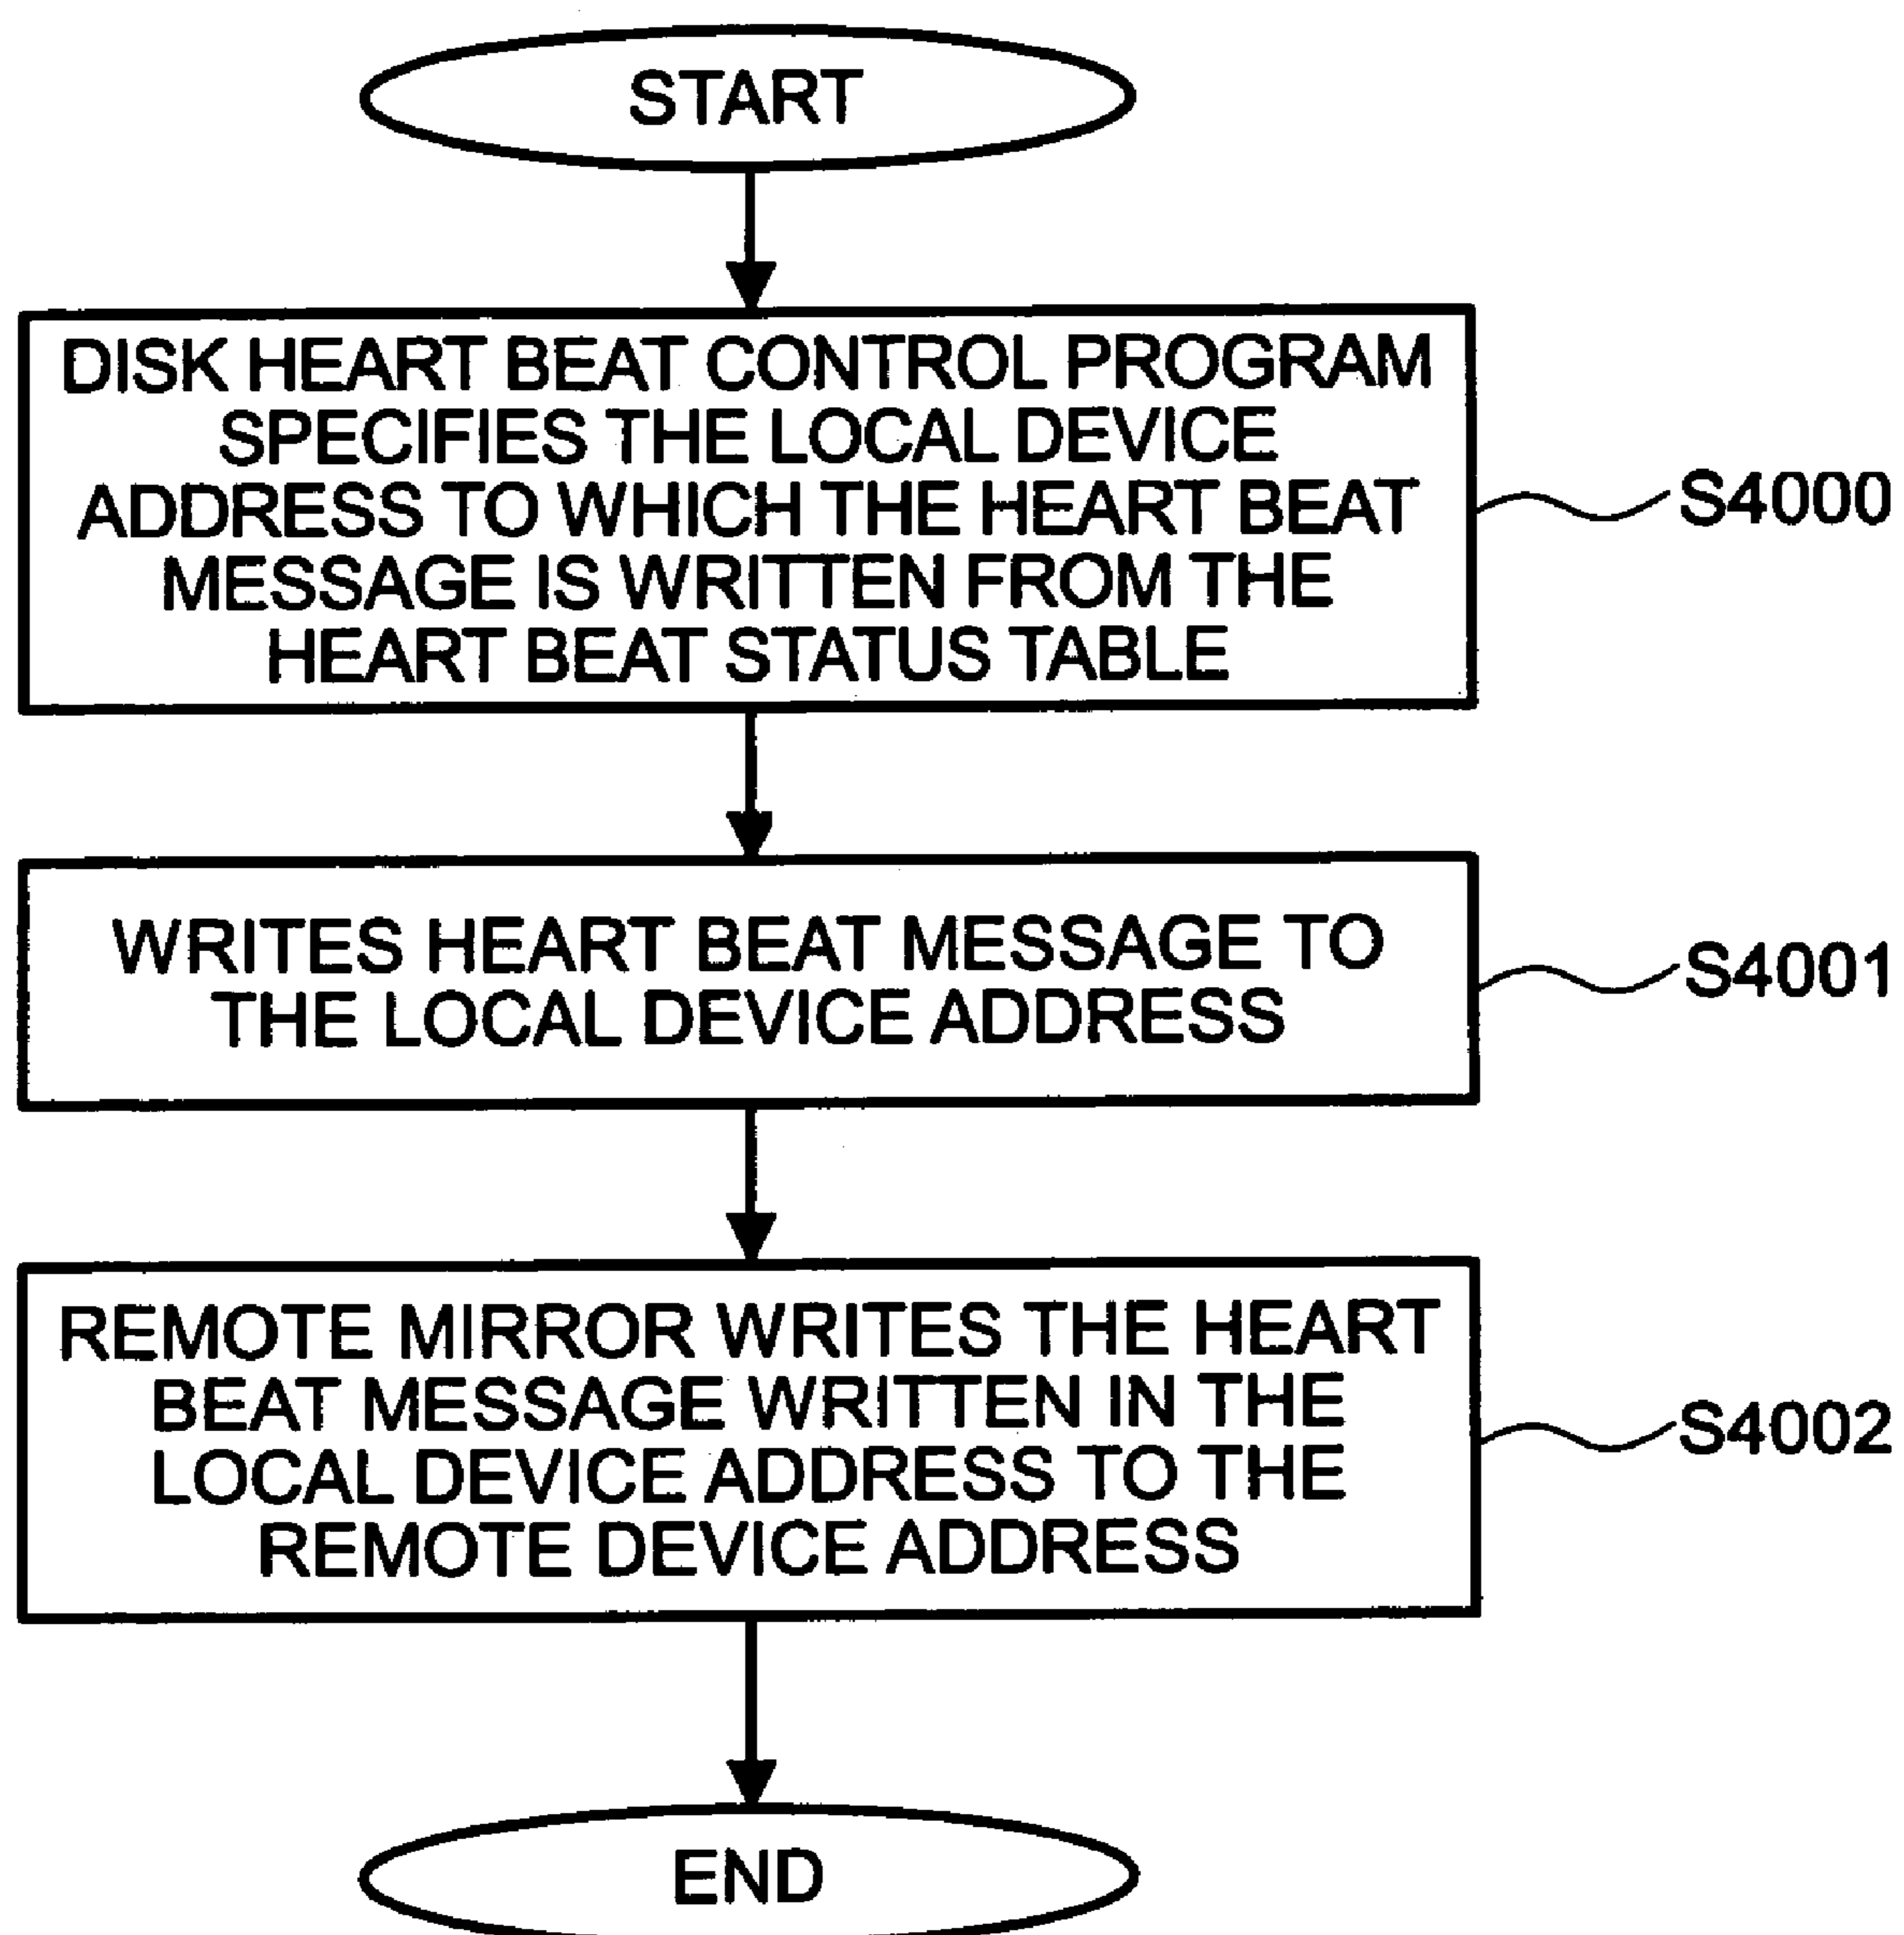 START
DISK HEART BEAT CONTROL PROGRAM
SPECIFIES THE LOCAL DEVICE
ADDRESS TO WHICH THE HEART BEAT
MESSAGE IS WRITTEN FROM THE
HEART BEAT STATUS TABLE
S4000
WRITES HEART BEAT MESSAGE TO
THE LOCAL DEVICE ADDRESS
S4001
REMOTE MIRROR WRITES THE HEART
BEAT MESSAGE WRITTEN IN THE
LOCAL DEVICE ADDRESS TO THE
REMOTE DEVICE ADDRESS
S4002
END